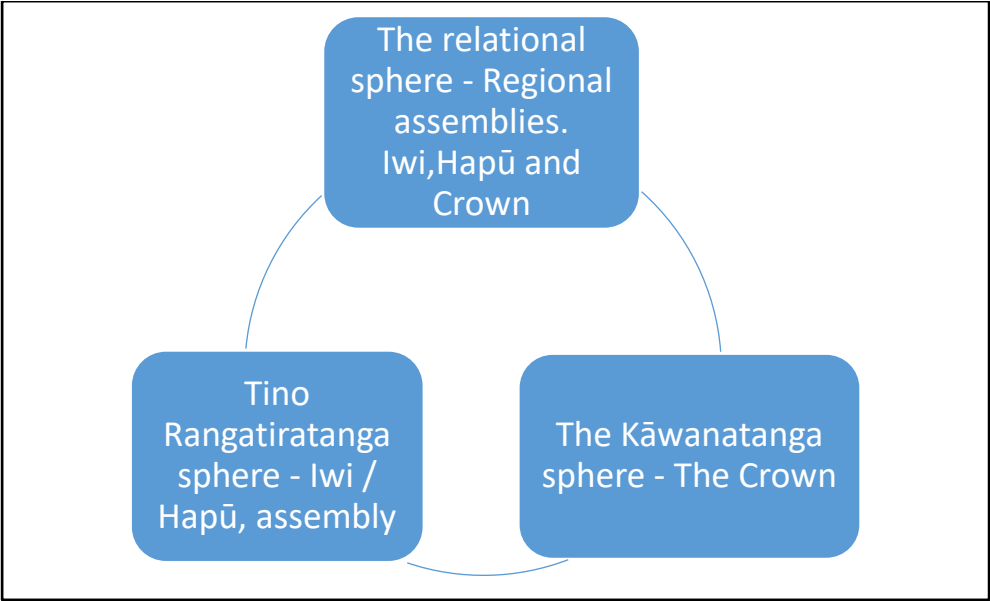 The relational
sphere - Regional
assemblies.
Iwi,Hapū and
Crown
Tino
Rangatiratanga
sphere - Iwi /
Hapū, assembly
The Kāwanatanga
sphere - The Crown